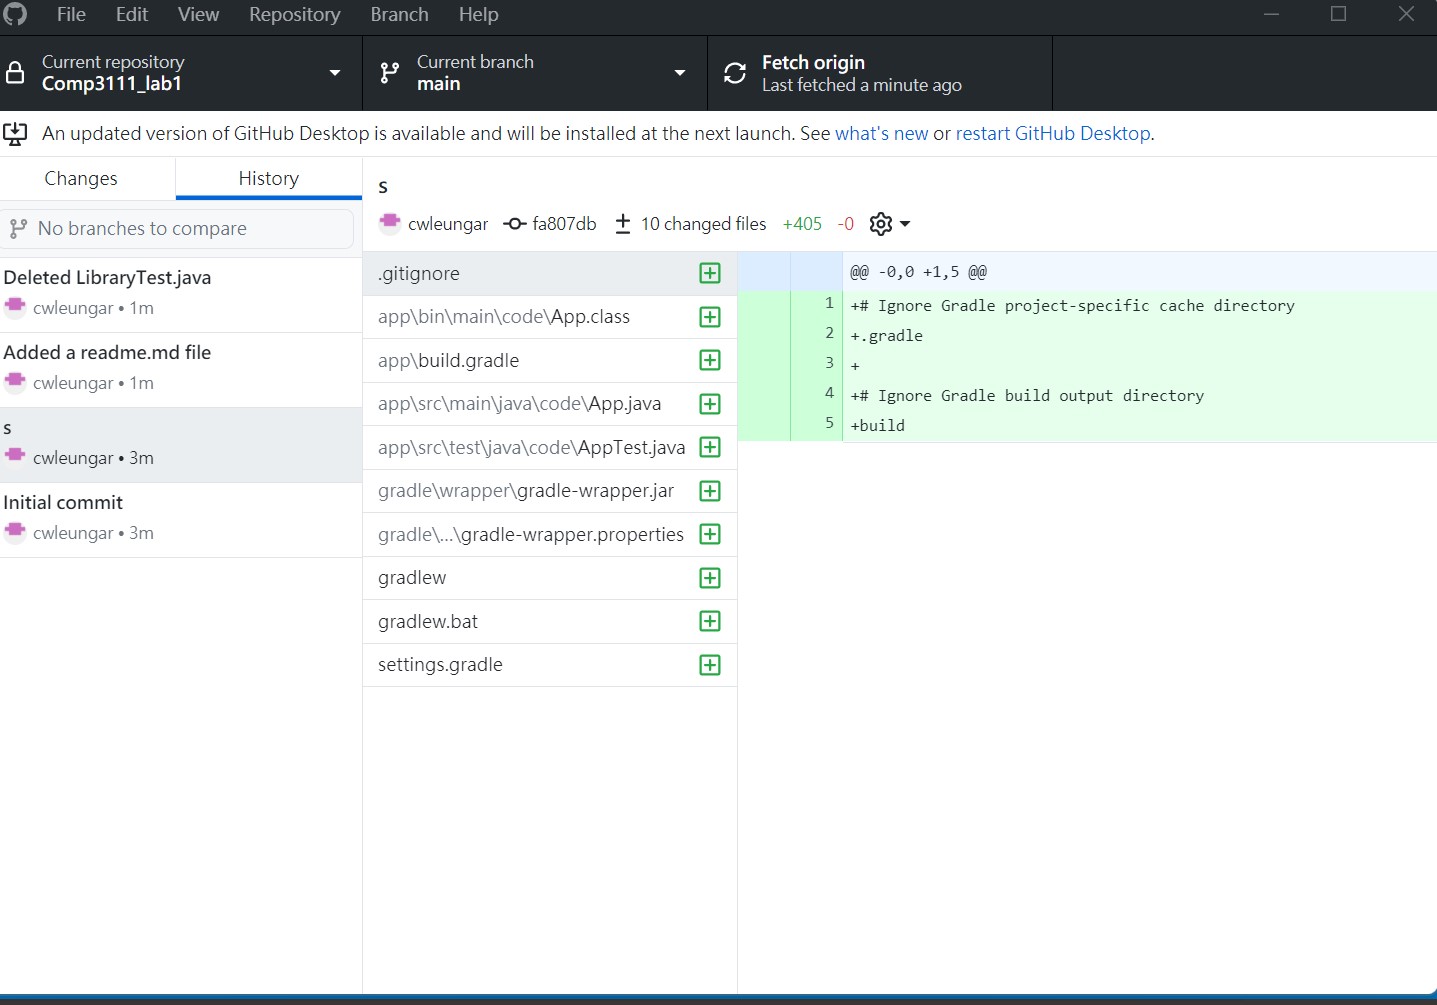 File Edit View Repository Branch Help
Current repository
Comp3111_lab1
Current branch
main
Fetch origin
Last fetched a minute ago
An updated version of GitHub Desktop is available and will be installed at the next launch. See what's new or restart GitHub Desktop.
Changes
History
No branches to compare
Deleted LibraryTest.java
cwleungar • 1m
Added a readme.md file
cwleungar • 1m
s
cwleungar • 3m
Initial commit
cwleungar • 3m
s
cwleungar fa807db 10 changed files +405 -0
.gitignore
app\bin\main\code\App.class
app\build.gradle
app\src\main\java\code\App.java
app\src\test\java\code\AppTest.java
gradle\wrapper\gradle-wrapper.jar
gradle\...\gradle-wrapper.properties
gradlew
gradlew.bat
settings.gradle
@@ -0,0 +1,5 @@
1 +# Ignore Gradle project-specific cache directory
2 +.gradle
3 +
4 +# Ignore Gradle build output directory
5 +build